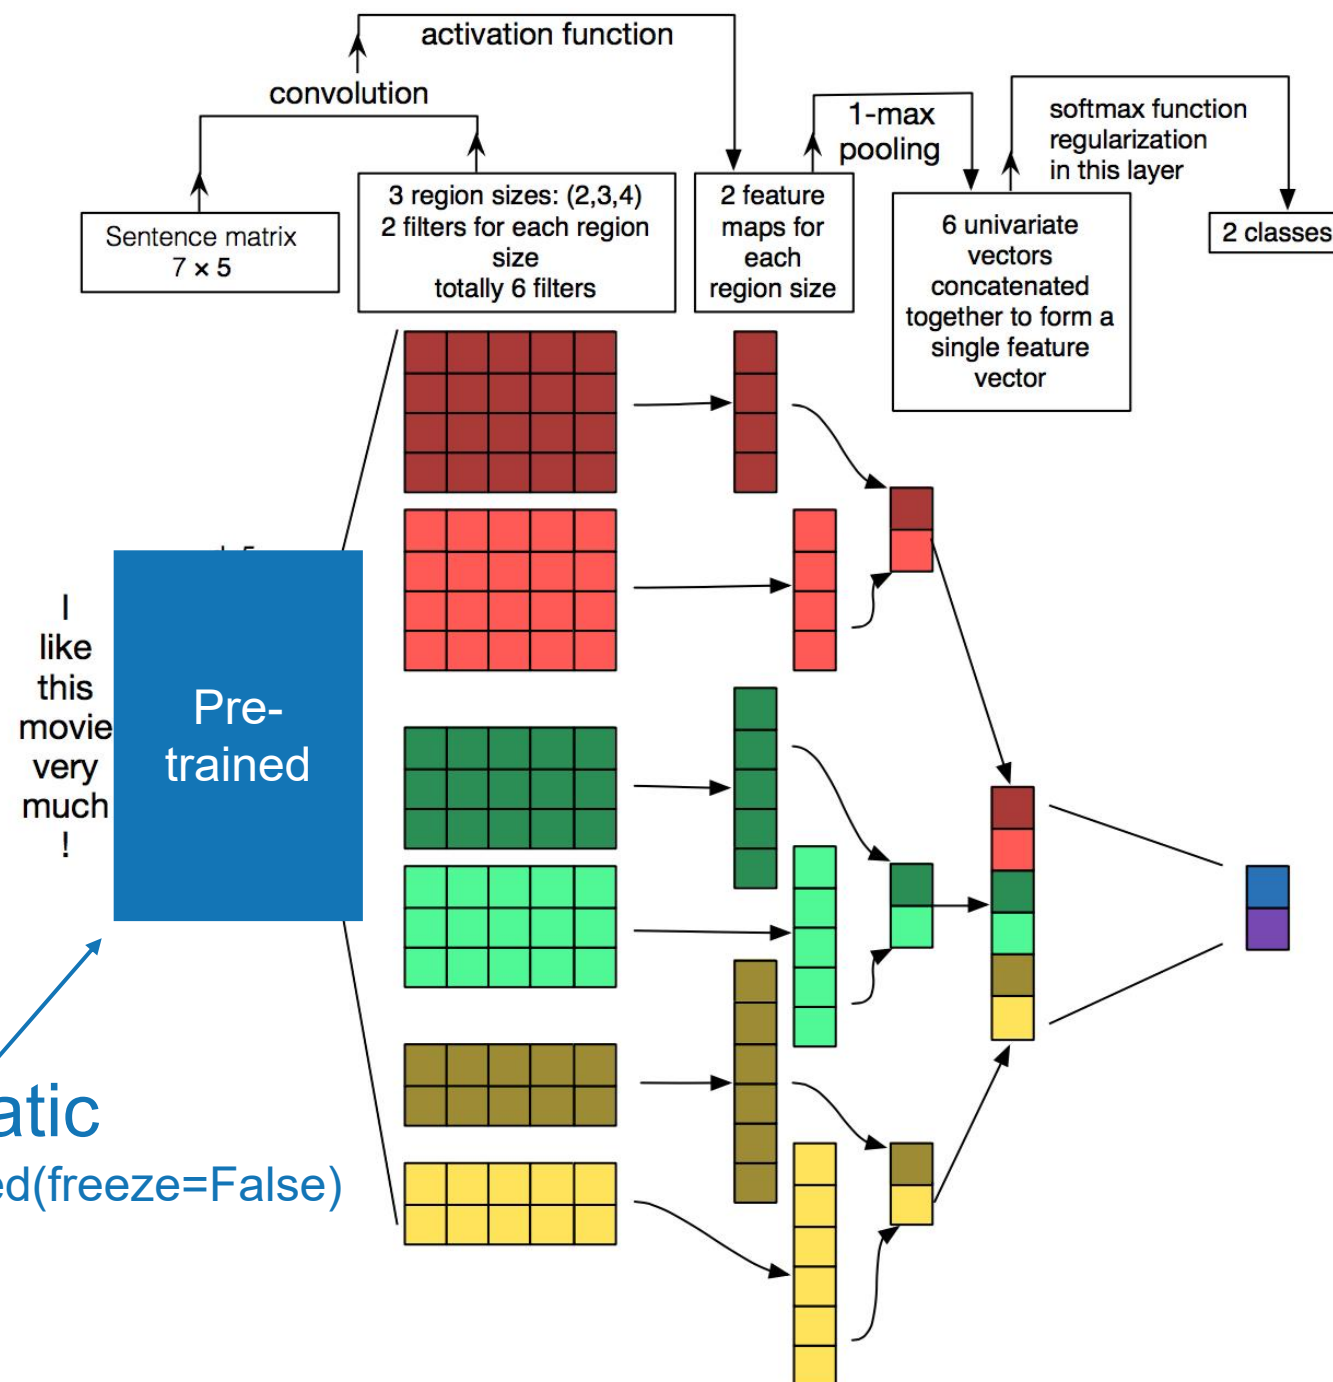 activation function
convolution
1-max
pooling
softmax function
regularization
in this layer
Sentence matrix
7 × 5
3 region sizes: (2,3,4)
2 filters for each region
size
totally 6 filters
2 feature
maps for
each
region size
6 univariate
vectors
concatenated
together to form a
single feature
vector
2 classes
I
like
this
movie
very
much
!
Pre-
trained
atic
ed(freeze=False)